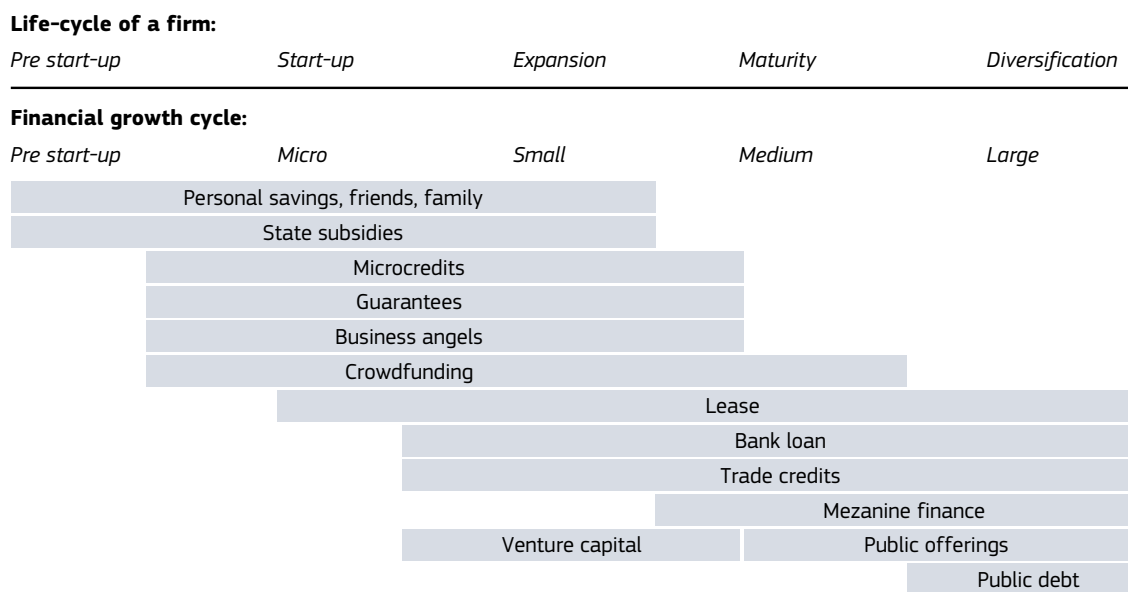 Life-cycle of a firm:
Pre start-up Start-up Expansion Maturity Diversification
Financial growth cycle:
Pre start-up Micro Small Medium Large
Personal savings, friends, family
State subsidies
Microcredits
Guarantees
Business angels
Crowdfunding
Lease
Bank loan
Trade credits
Mezanine finance
Venture capital Public offerings
Public debt